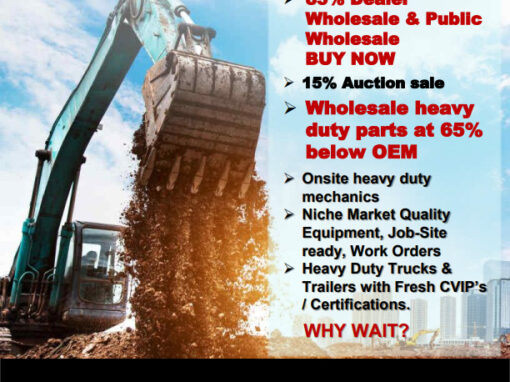 85% Dealer
Wholesale & Public
Wholesale
BUY NOW
15% Auction sale
Wholesale heavy
duty parts at 65%
below OEM
Onsite heavy duty
mechanics
Niche Market Quality
Equipment, Job-Site
ready, Work Orders
Heavy Duty Trucks &
Trailers with Fresh CVIP's
/ Certifications.
WHY WAIT?